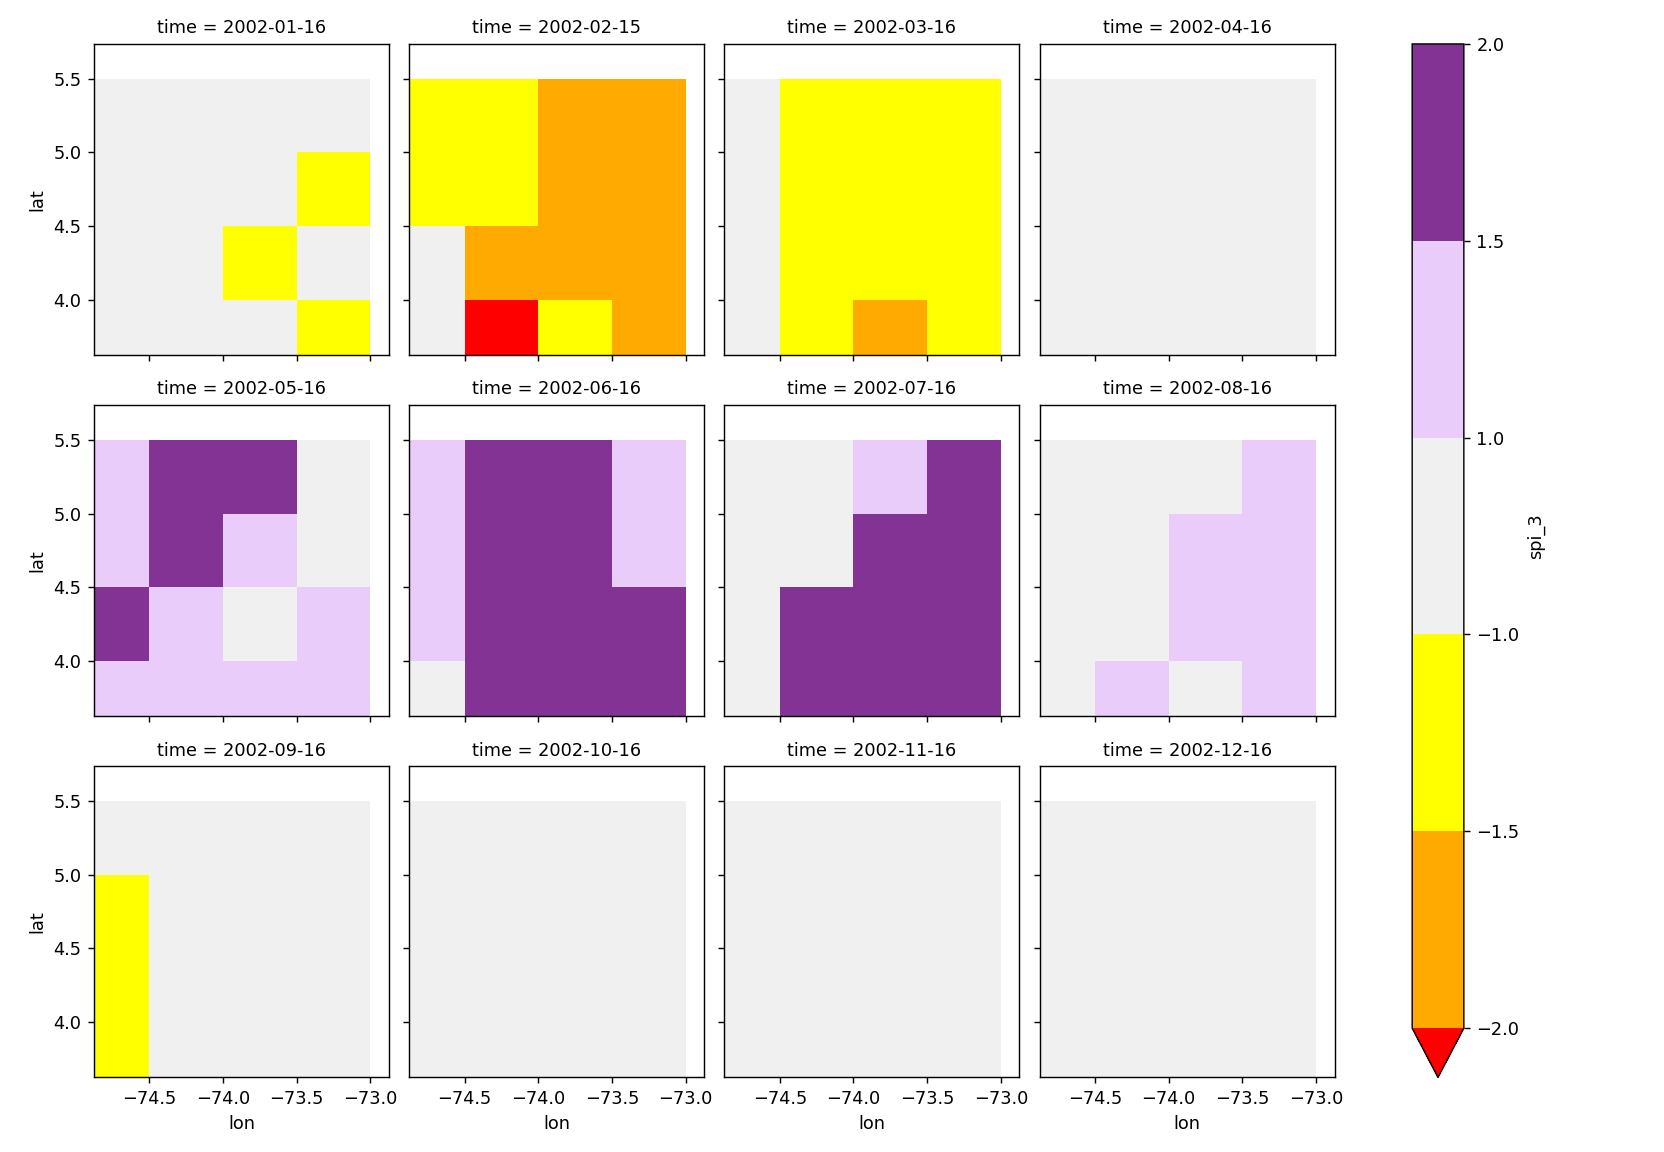 time = 2002-01-16
time = 2002-02-15
time = 2002-03-16
time = 2002-04-16
5.5
5.0
4.5
4.0
lat
time = 2002-05-16
time = 2002-06-16
time = 2002-07-16
time = 2002-08-16
5.5
5.0
4.5
4.0
lat
time = 2002-09-16
time = 2002-10-16
time = 2002-11-16
time = 2002-12-16
5.5
5.0
4.5
4.0
lat
−74.5 −74.0 −73.5 −73.0
lon
−74.5 −74.0 −73.5 −73.0
lon
−74.5 −74.0 −73.5 −73.0
lon
−74.5 −74.0 −73.5 −73.0
lon
2.0
1.5
1.0
−1.0
−1.5
−2.0
spi_3